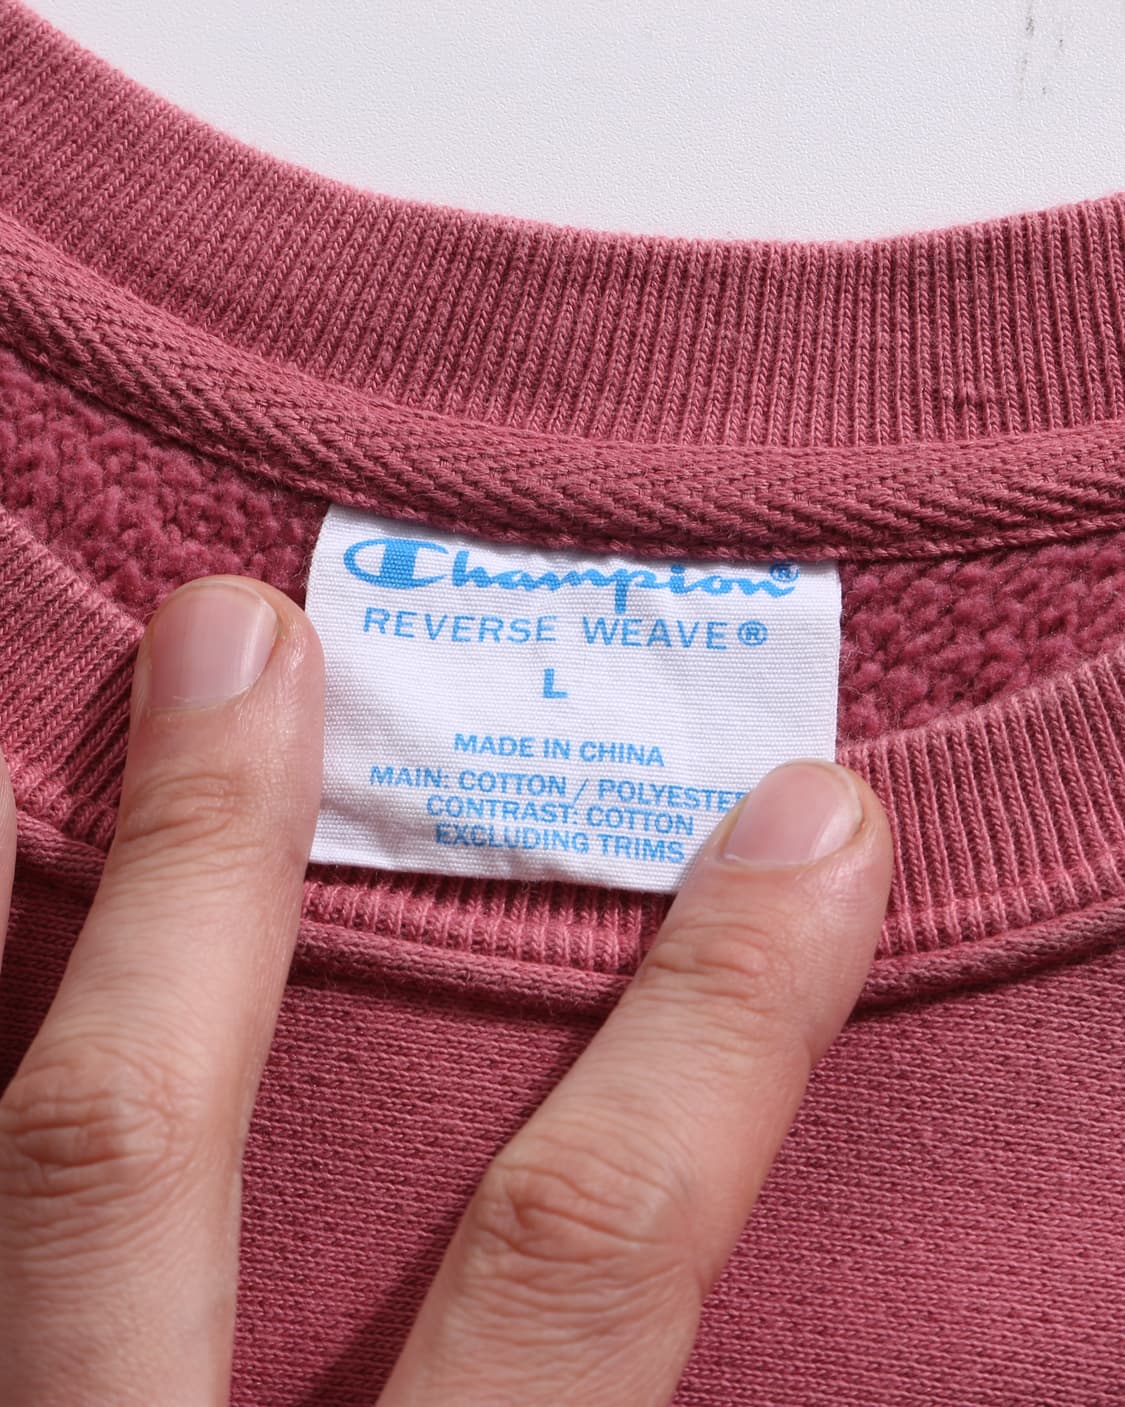 Champion®
REVERSE WEAVE®
L
MADE IN CHINA
MAIN: COTTON / POLYESTER
CONTRAST: COTTON
EXCLUDING TRIMS